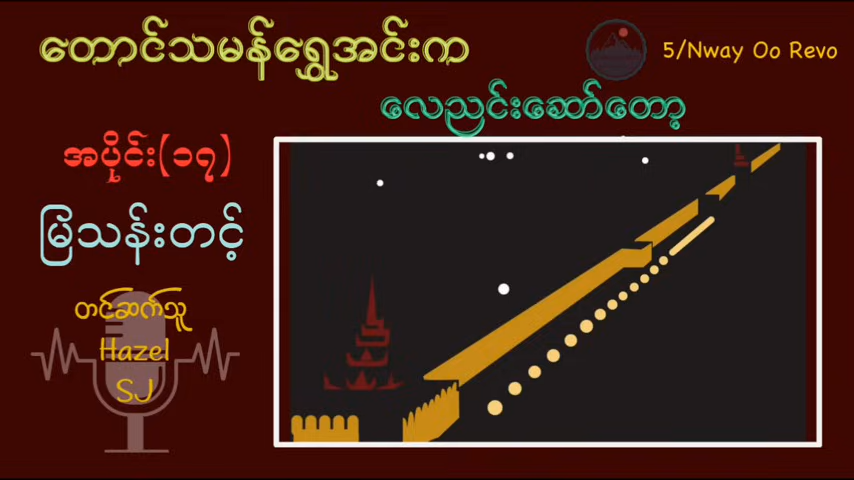 တောင်သမန်ရွှေအင်းက
5/Nway Oo Revo
လေညင်းဆော်တော့
အပိုင်း(၁၇)
မြသန်းတင့်
တင်ဆက်သူ
Hazel
SJ